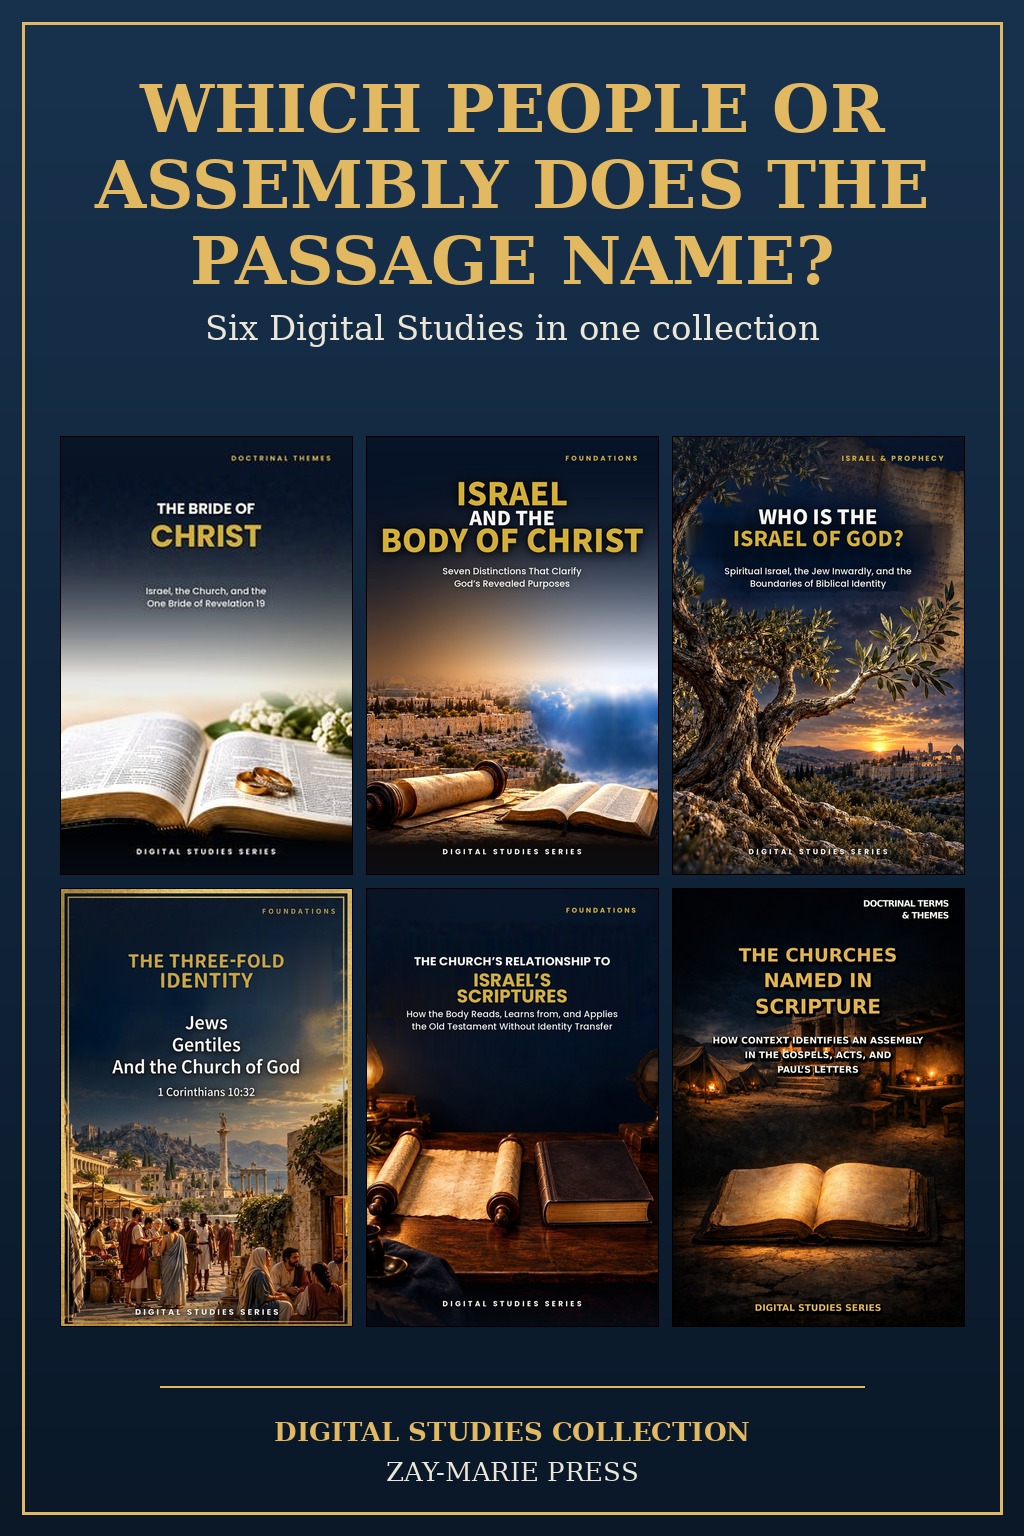 WHICH PEOPLE OR
ASSEMBLY DOES THE
PASSAGE NAME?
Six Digital Studies in one collection
DOCTRINAL THEMES
THE BRIDE OF
CHRIST
Israel, the Church, and the
One Bride of Revelation 19
DIGITAL STUDIES SERIES
FOUNDATIONS
ISRAEL
AND THE
BODY OF CHRIST
Seven Distinctions That Clarify
God's Revealed Purposes
DIGITAL STUDIES SERIES
ISRAEL & PROPHECY
WHO IS THE
ISRAEL OF GOD?
Spiritual Israel, the Jew Inwardly, and the
Boundaries of Biblical Identity
DIGITAL STUDIES SERIES
FOUNDATIONS
THE THREE-FOLD
IDENTITY
Jews
Gentiles
And the Church of God
1 Corinthians 10:32
DIGITAL STUDIES SERIES
FOUNDATIONS
THE CHURCH'S RELATIONSHIP TO
ISRAEL'S
SCRIPTURES
How the Body Reads, Learns from, and Applies
the Old Testament Without Identity Transfer
DIGITAL STUDIES SERIES
DOCTRINAL TERMS
& THEMES
THE CHURCHES
NAMED IN
SCRIPTURE
HOW CONTEXT IDENTIFIES AN ASSEMBLY
IN THE GOSPELS, ACTS, AND
PAUL'S LETTERS
DIGITAL STUDIES SERIES
DIGITAL STUDIES COLLECTION
ZAY-MARIE PRESS